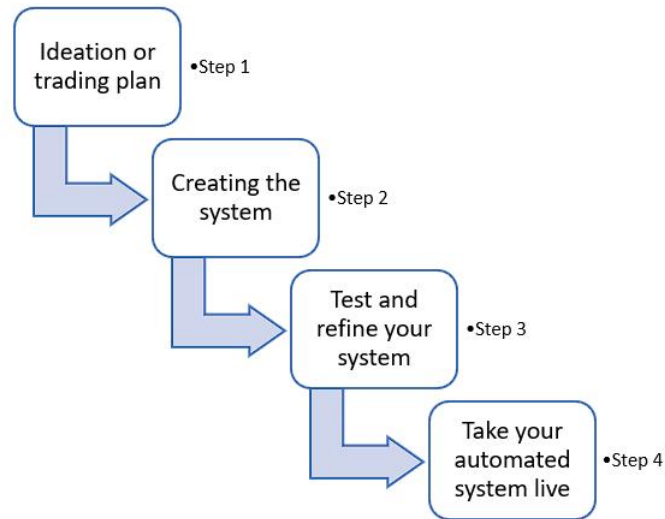 Ideation or
trading plan
•Step 1
Creating the
system
•Step 2
Test and
refine your
system
•Step 3
Take your
automated
system live
•Step 4